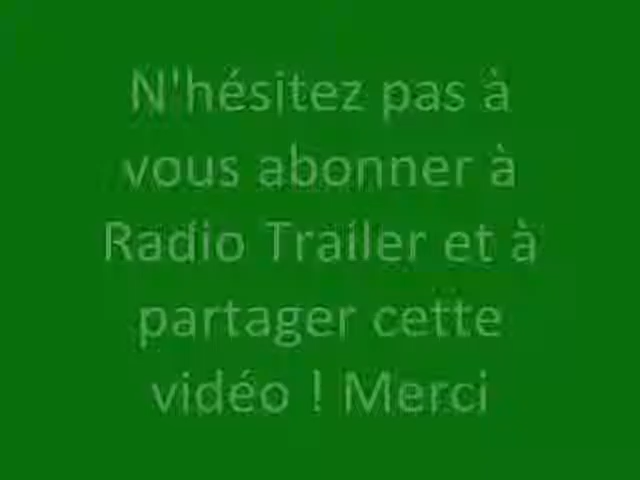 N'hésitez pas à
vous abonner à
Radio Trailer et à
partager cette
vidéo ! Merci